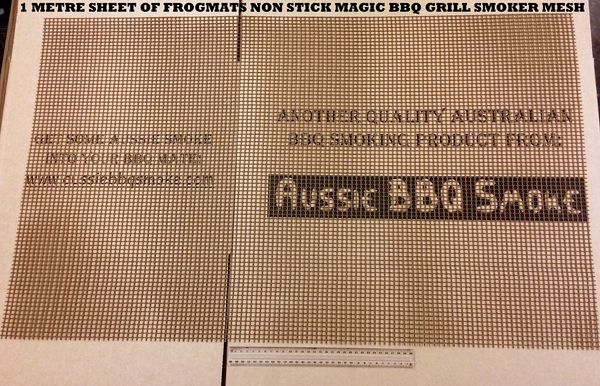 1 METRE SHEET OF FROGMATS NON STICK MAGIC BBQ GRILL SMOKER MESH
GET SOME AUSSIE SMOKE
INTO YOUR BBQ MATE!
www.aussiebbqsmoke.com
ANOTHER QUALITY AUSTRALIAN
BBQ SMOKING PRODUCT FROM:
AUSSIE BBQ SMOKE